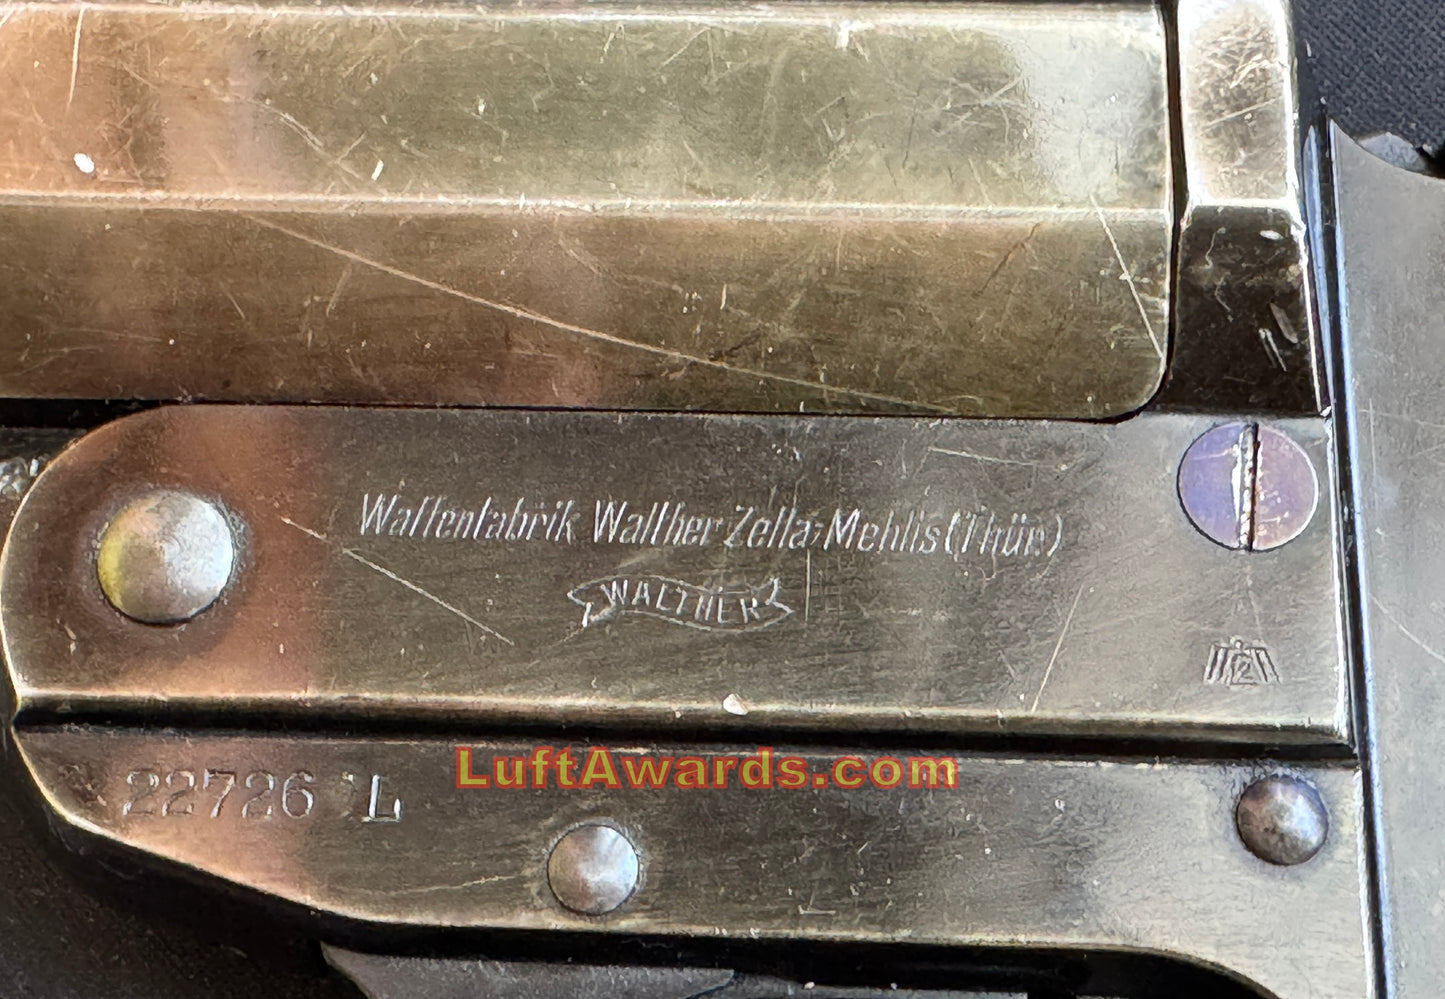 Waffenfabrik Walther Zella-Mehlis (Thür.)
WALTHER
LuftAwards.com
22726 L